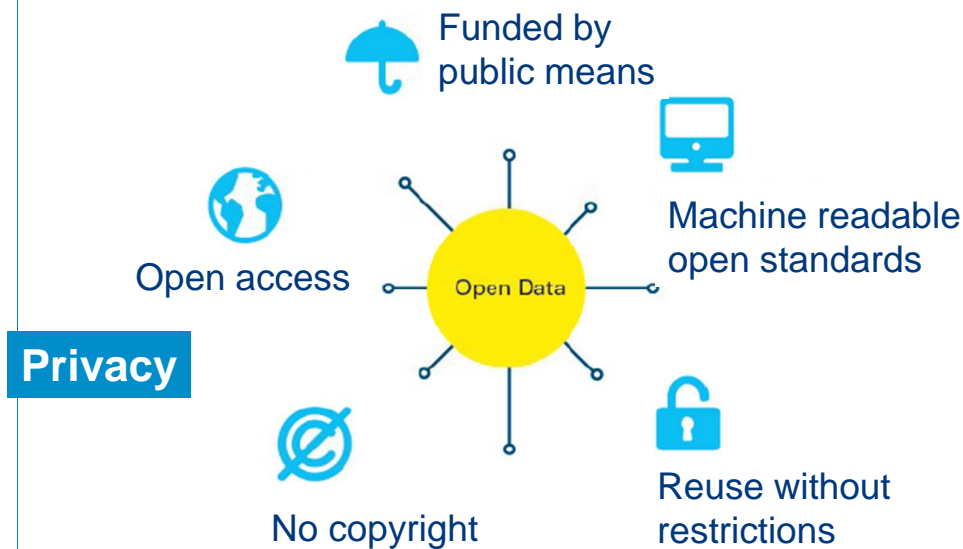 Funded by
public means
Machine readable
open standards
Open access
Open Data
Privacy
No copyright
Reuse without
restrictions